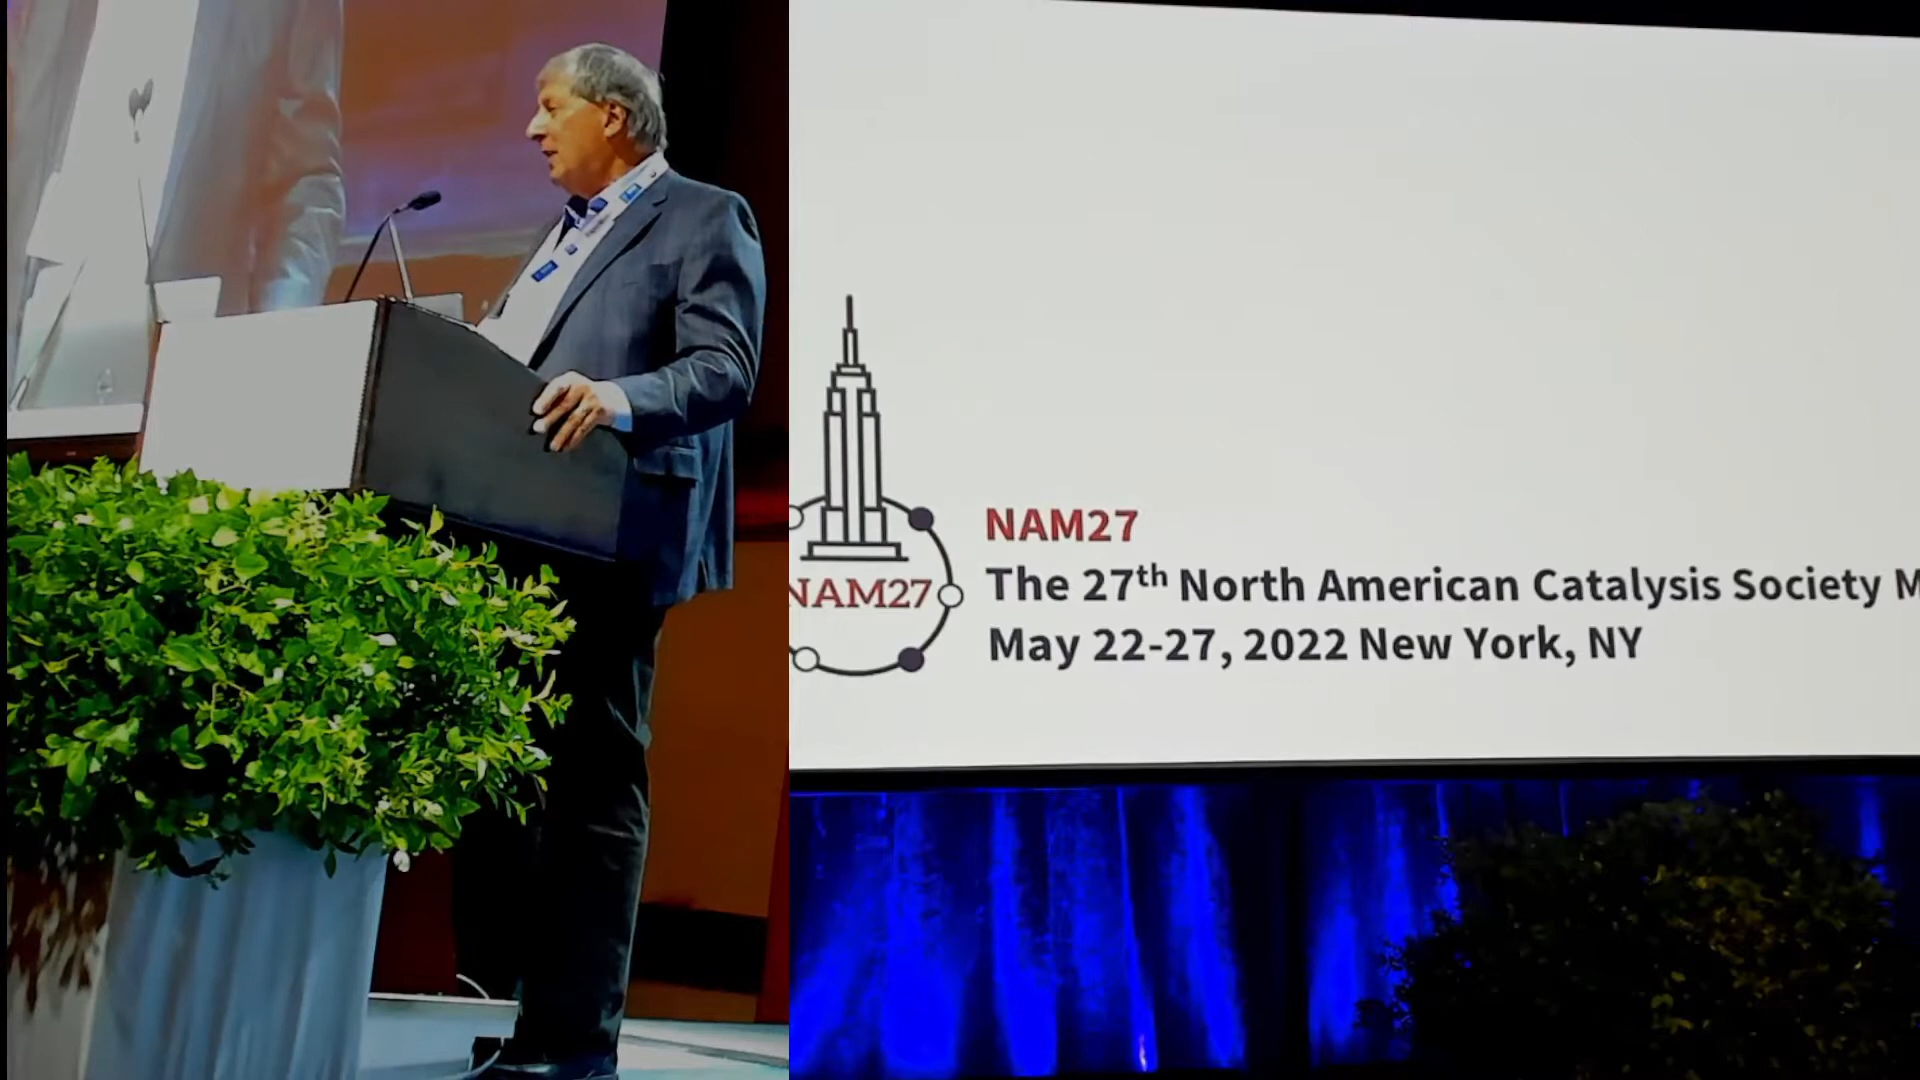 NAM27
NAM27
The 27th North American Catalysis Society M
May 22-27, 2022 New York, NY